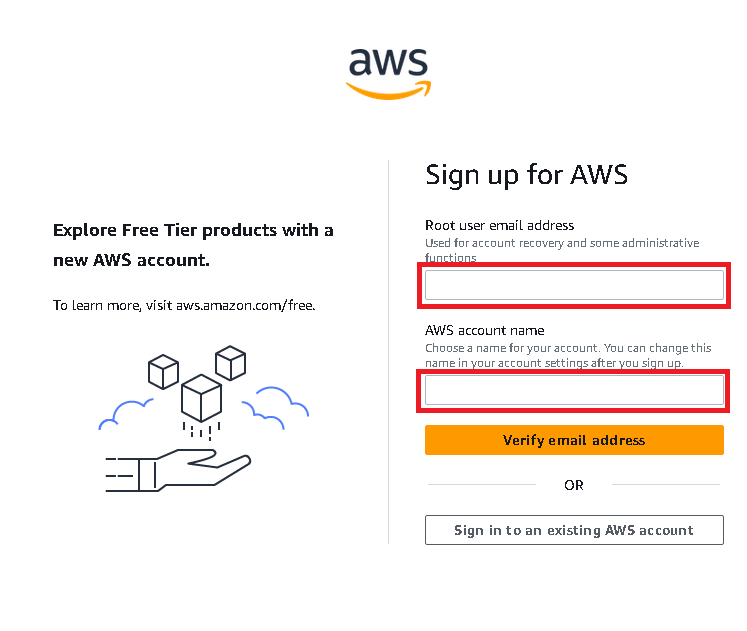 aws
Explore Free Tier products with a
new AWS account.
To learn more, visit aws.amazon.com/free.
Sign up for AWS
Root user email address
Used for account recovery and some administrative
functions
AWS account name
Choose a name for your account. You can change this
name in your account settings after you sign up.
Verify email address
OR
Sign in to an existing AWS account